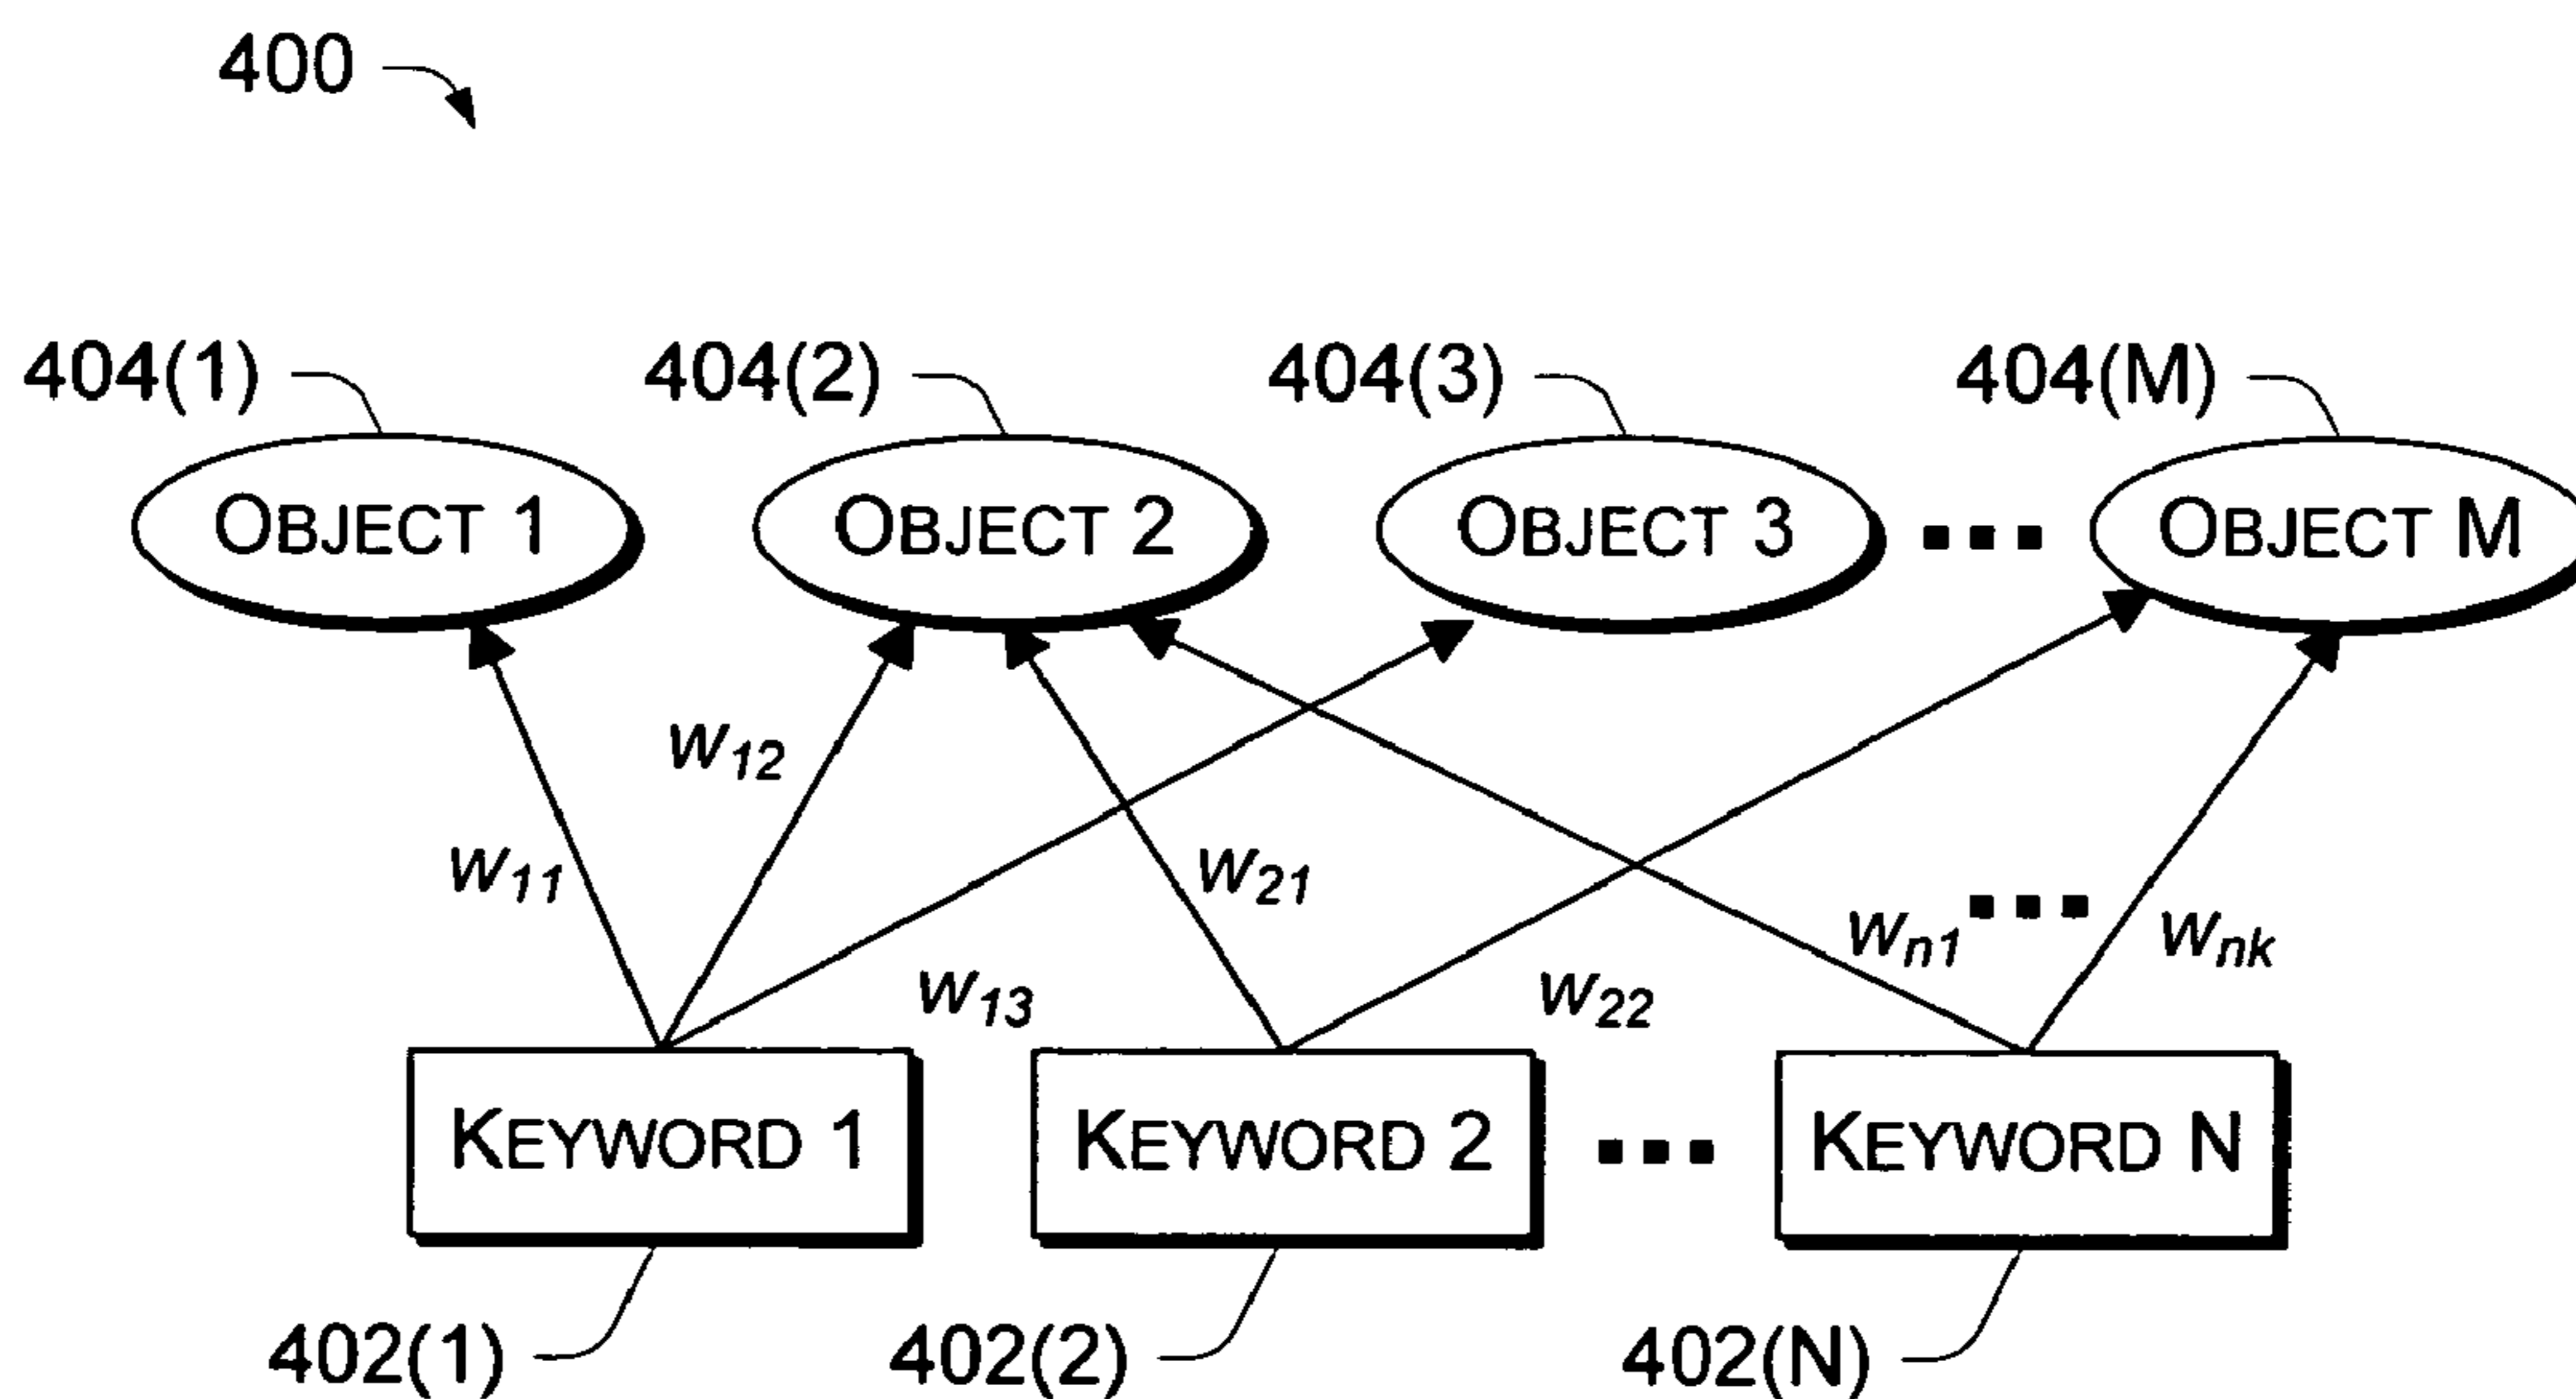 400
404(1) 404(2) 404(3) 404(M)
OBJECT 1 OBJECT 2 OBJECT 3 ... OBJECT M
w12
w11 w21
wn1 ... wnk
w13 w22
KEYWORD 1 KEYWORD 2 ... KEYWORD N
402(1) 402(2) 402(N)